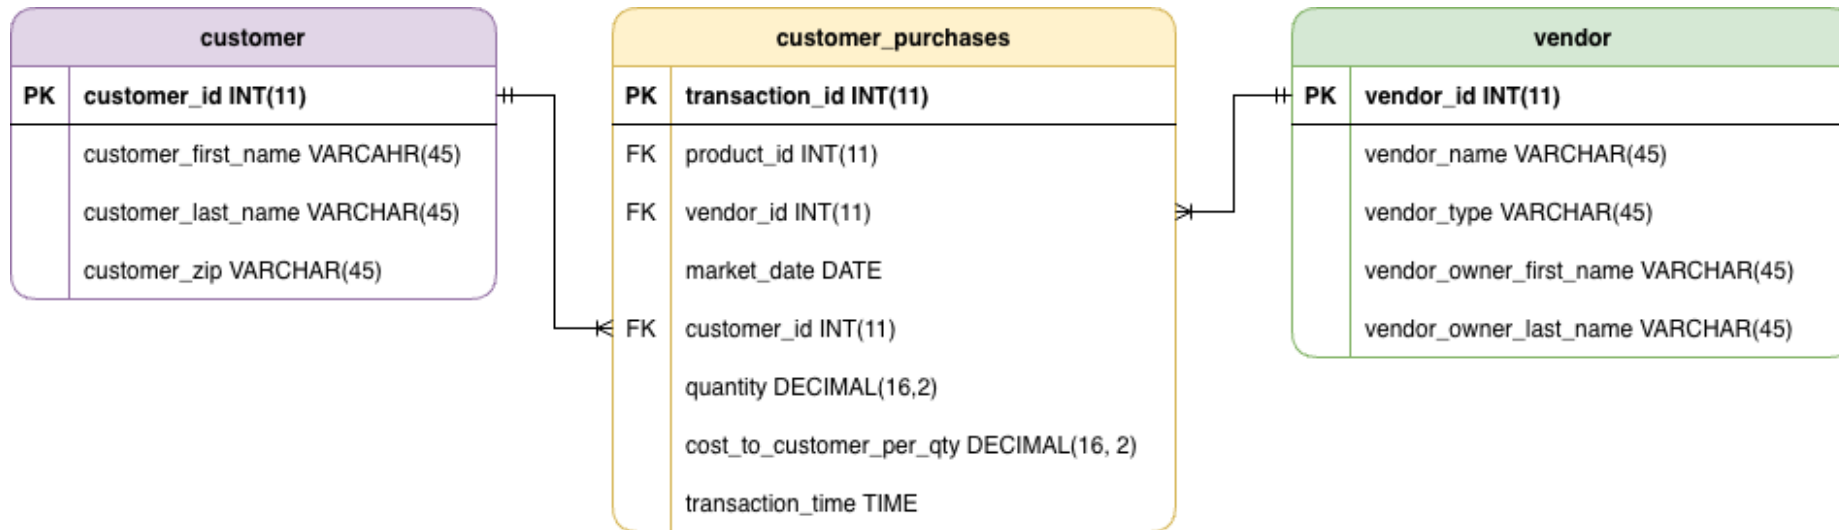 customer
PK customer_id INT(11)
customer_first_name VARCAHR(45)
customer_last_name VARCHAR(45)
customer_zip VARCHAR(45)
customer_purchases
PK transaction_id INT(11)
FK product_id INT(11)
FK vendor_id INT(11)
market_date DATE
FK customer_id INT(11)
quantity DECIMAL(16,2)
cost_to_customer_per_qty DECIMAL(16, 2)
transaction_time TIME
vendor
PK vendor_id INT(11)
vendor_name VARCHAR(45)
vendor_type VARCHAR(45)
vendor_owner_first_name VARCHAR(45)
vendor_owner_last_name VARCHAR(45)